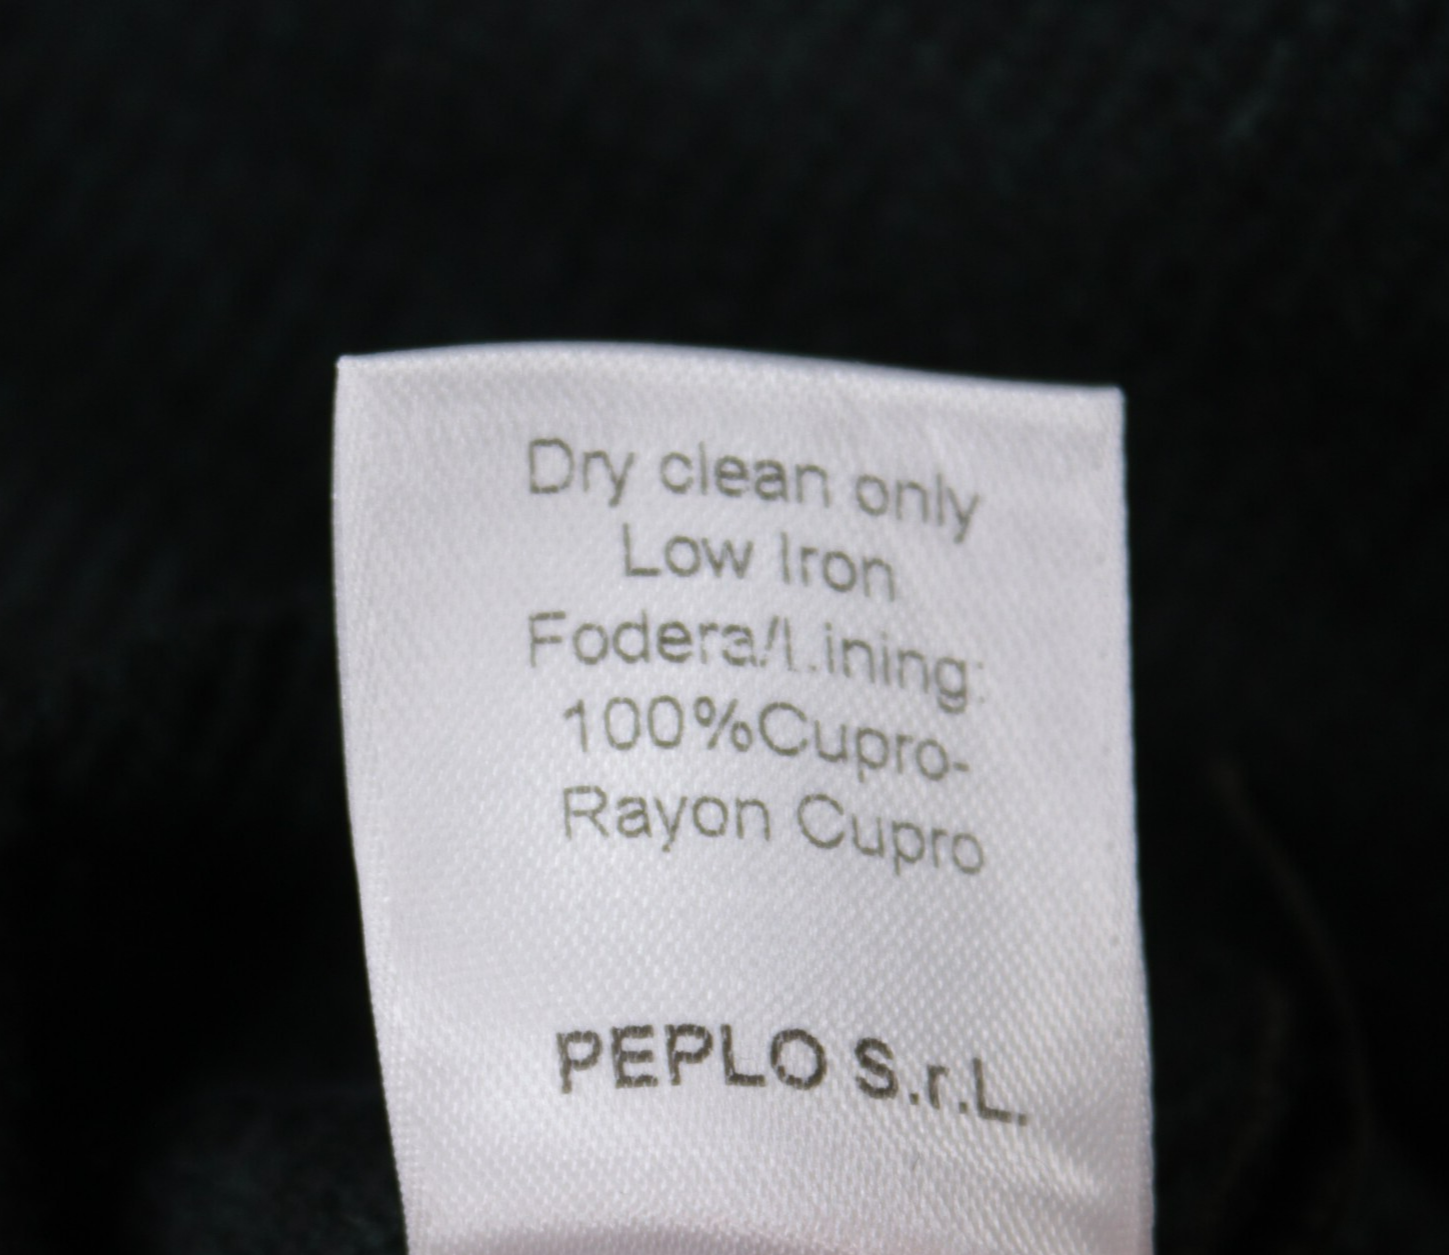 Dry clean only
Low Iron
Fodera/Lining:
100%Cupro-
Rayon Cupro
PEPLO S.r.L.